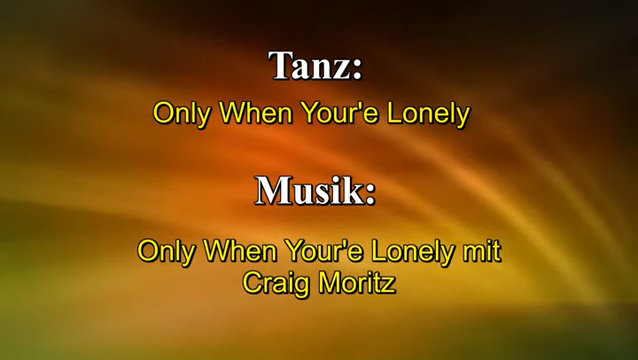 Tanz:
Only When Your'e Lonely
Musik:
Only When Your'e Lonely mit
Craig Moritz